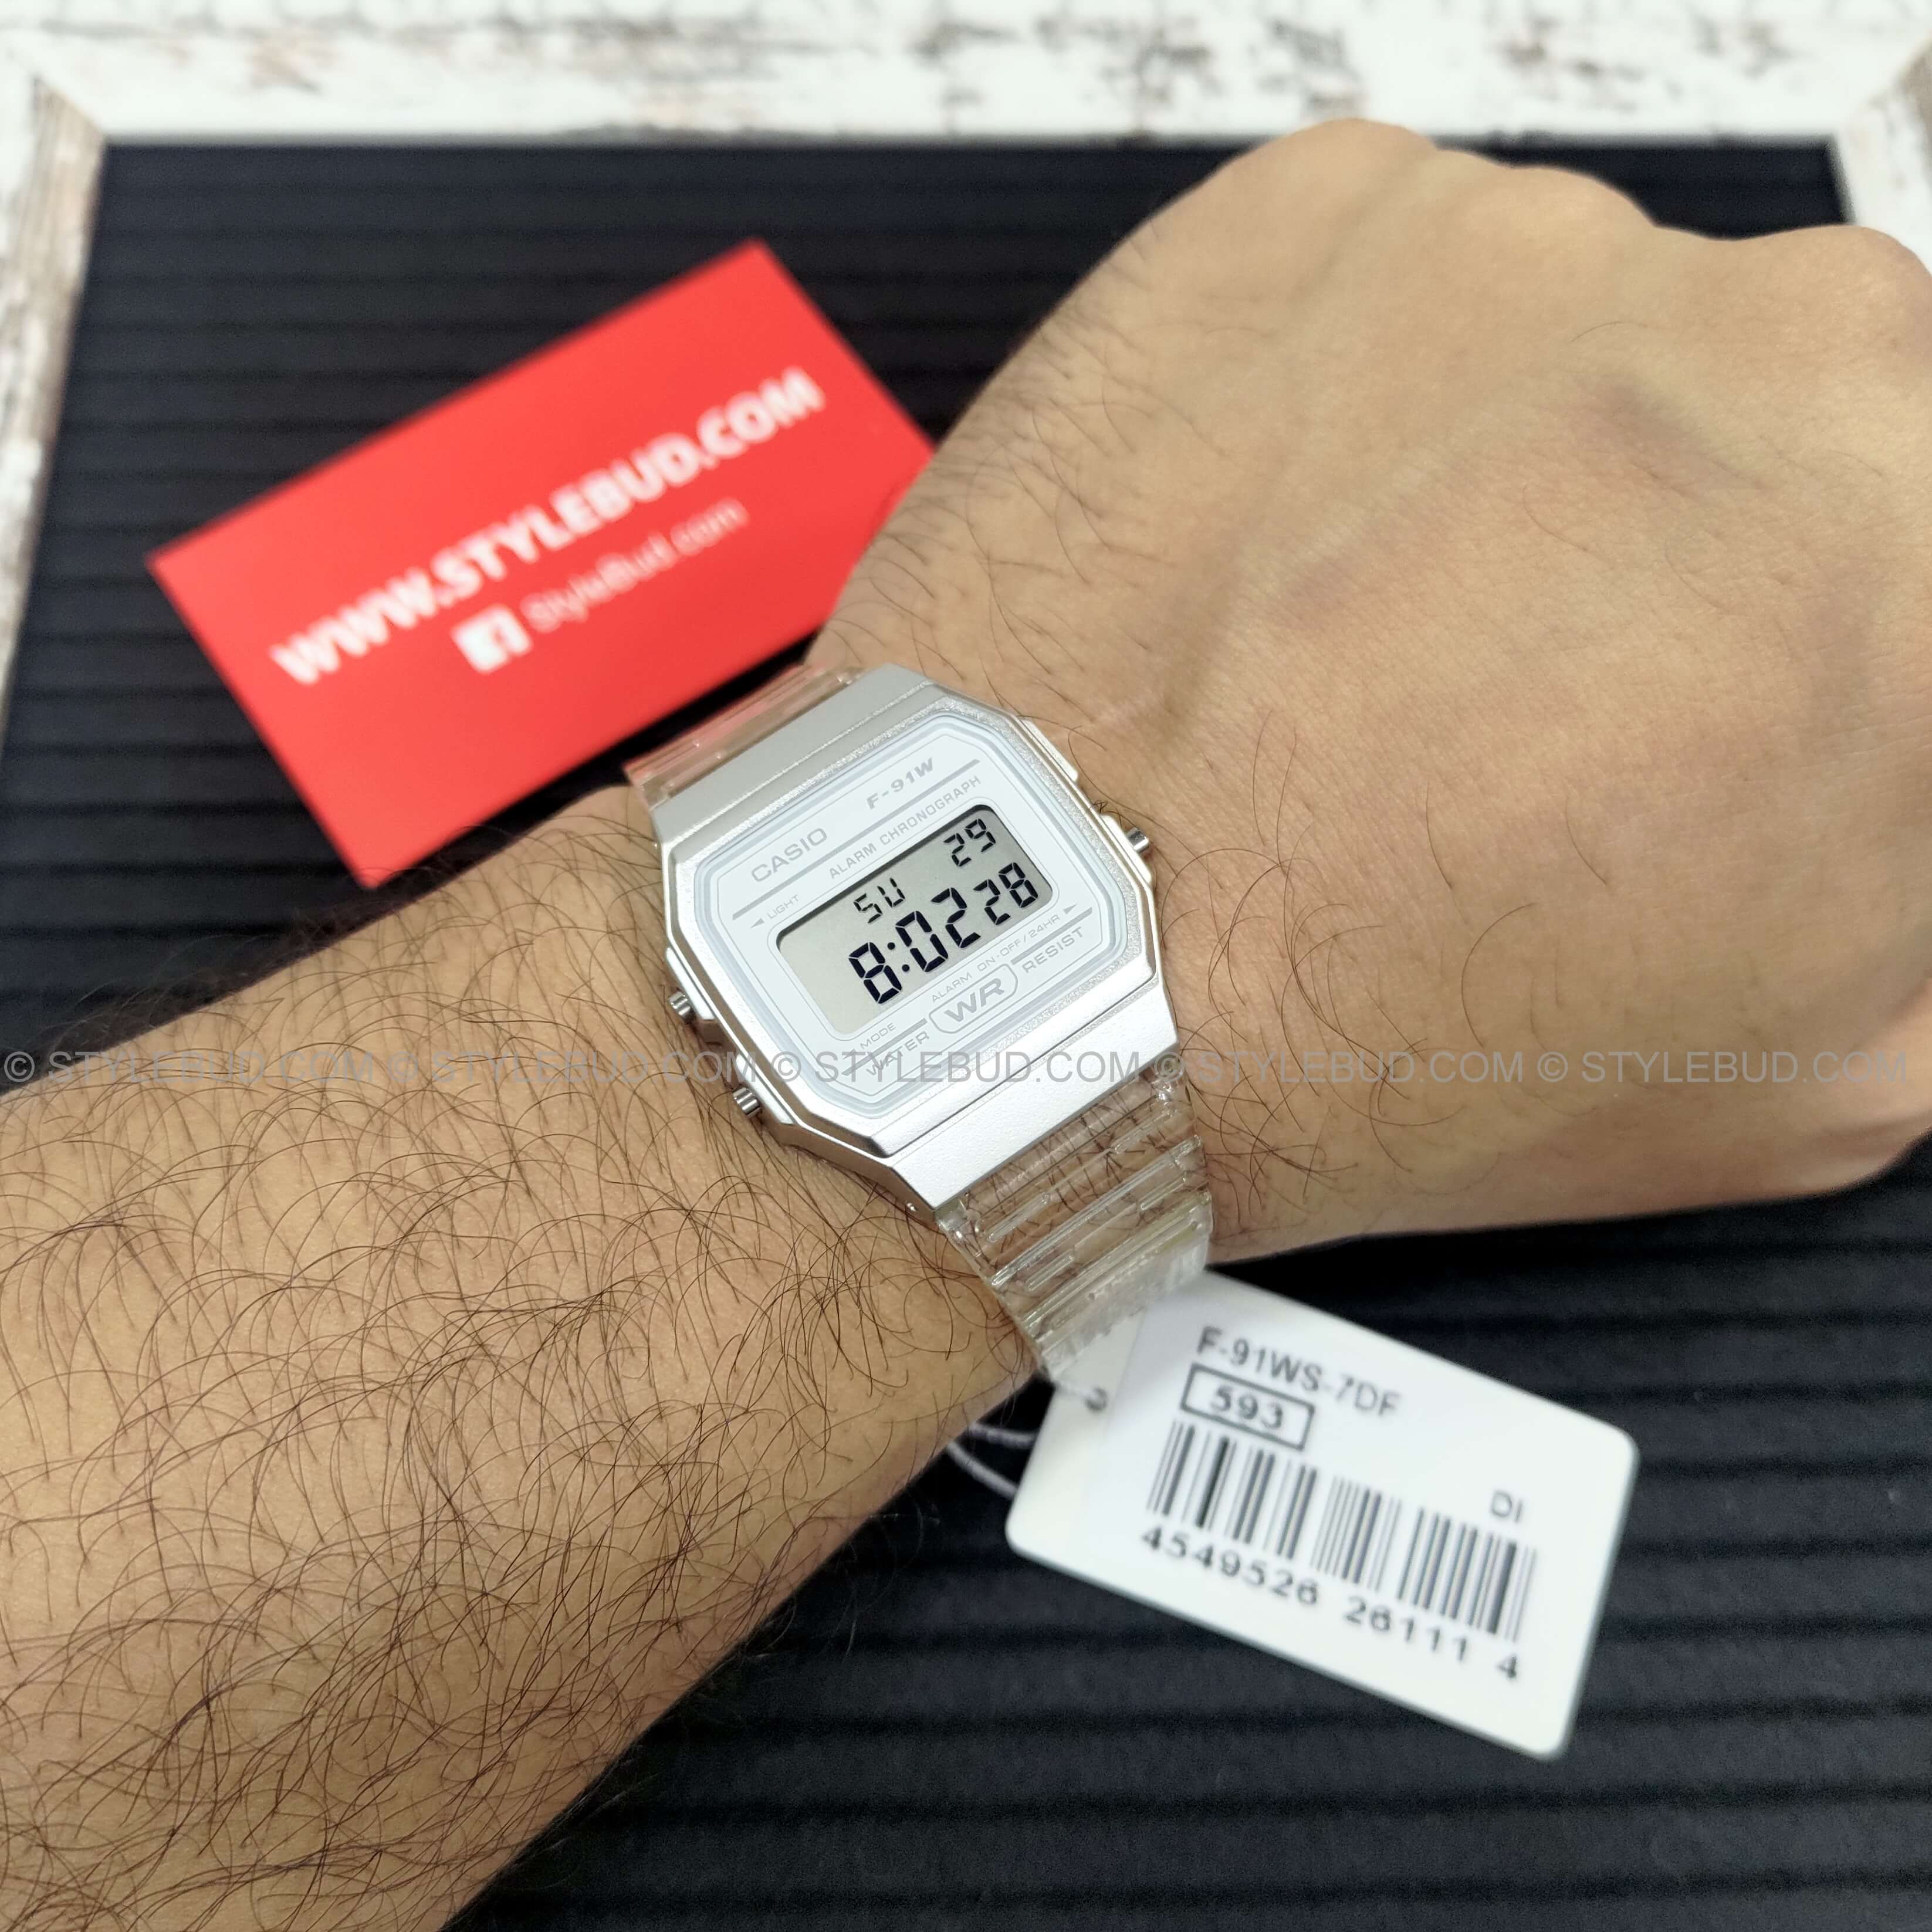 WWW.STYLEBUD.COM
StyleBud.com
CASIO F-91W
ALARM CHRONOGRAPH
LIGHT
SU 29
8:02 28
MODE ALARM ON·OFF/24HR
WATER WR RESIST
© STYLEBUD.COM © STYLEBUD.COM © STYLEBUD.COM © STYLEBUD.COM © STYLEBUD.COM
F-91WS-7DF
593
DI
4549526 26111 4